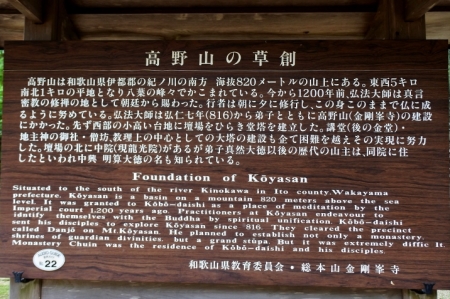 高野山の草創
高野山は和歌山県伊都郡の紀ノ川の南方 海抜820メートルの山上にある。東西5キロ
南北1キロの平地となり八葉の峰々でかこまれている。今から1200年前、弘法大師は真言
密教の修禅の地として朝廷から賜わった。行者は朝に夕に修行し、この身このままで仏に成
るように努めている。弘法大師は弘仁七年(816)から弟子とともに高野山(金剛峯寺)の建設
にかかった。先ず西部の小高い台地に壇場をひらき堂塔を建立した。講堂(後の金堂)・
地主神の御社・僧坊、教理上の中心としての大塔の建設も企て困難を越えその実現に努力
した。壇場の北に中院(現龍光院)があるが弟子真然大徳以後の歴代の山主は、同院に住
したといわれ中興 明算大徳の名も知られている。
Foundation of Kōyasan
Situated to the south of the river Kinokawa in Ito county, Wakayama
prefecture, Kōyasan is a basin on a mountain 820 meters above the sea
level. It was granted to Kōbō-daishi as a place of meditation by the
Imperial court 1,200 years ago. Practitioners at Kōyasan endeavour to
identify themselves with the Buddha by spiritual unification. Kōbō-daishi
sent his disciples explore Kōyasan since 816. They cleared the precinct
called Danjō on Mt.Kōyasan. He planned to establish not only a monastery,
shrines of guardian divinities, but a grand stūpa. But it was extremely difficult.
Monastery Chuin was the residence of Kōbō-daishi and his disciples.
和歌山県教育委員会・総本山金剛峯寺
22